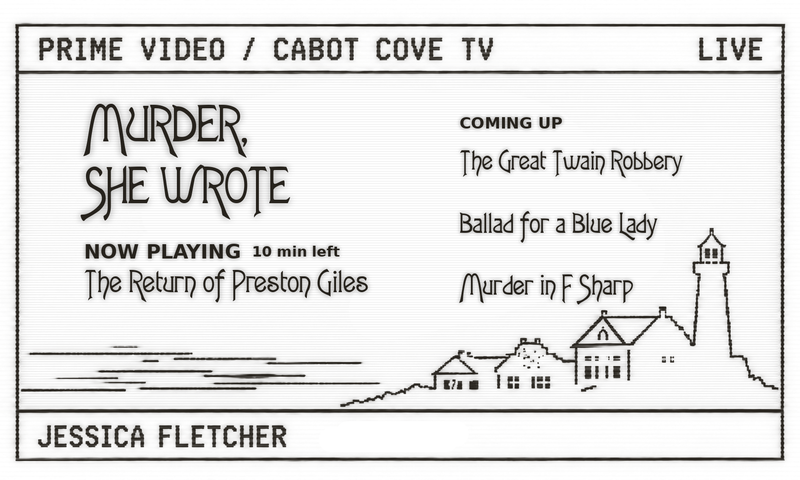 PRIME VIDEO / CABOT COVE TV
LIVE
MURDER,
SHE WROTE
NOW PLAYING 10 min left
The Return of Preston Giles
COMING UP
The Great Twain Robbery
Ballad for a Blue Lady
Murder in F Sharp
JESSICA FLETCHER